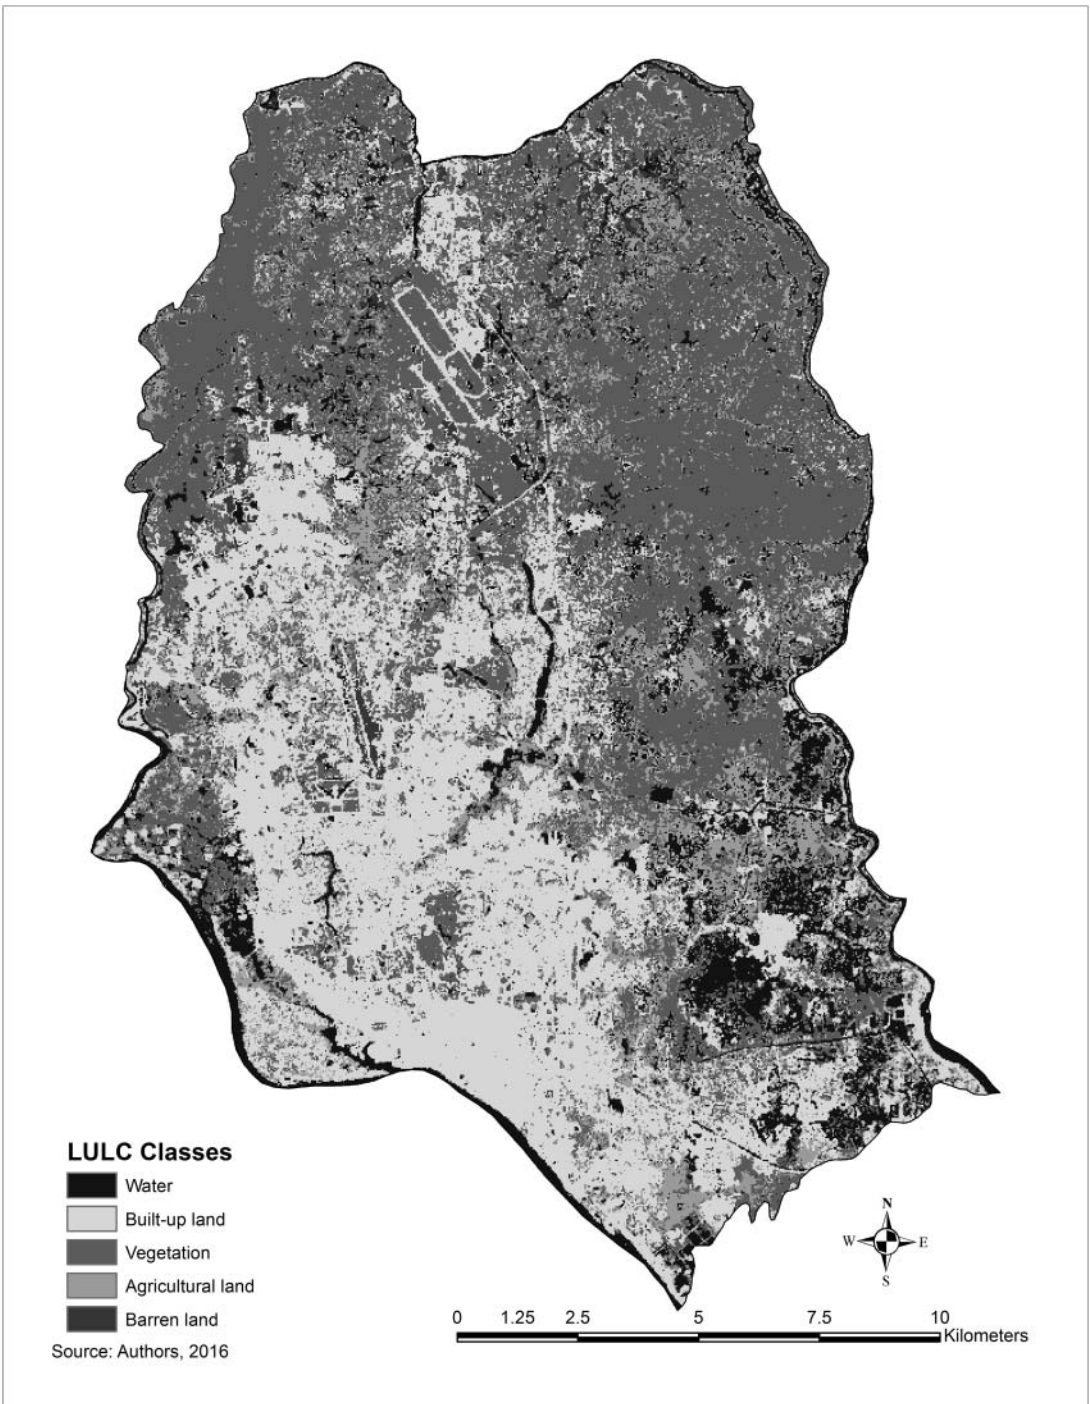 LULC Classes
Water
Built-up land
Vegetation
Agricultural land
Barren land
Source: Authors, 2016
N
W E
S
0 1.25 2.5 5 7.5 10
Kilometers